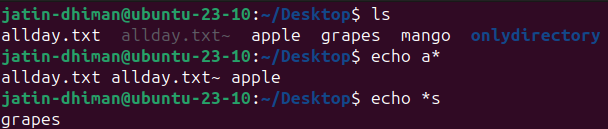 jatin-dhiman@ubuntu-23-10:~/Desktop$ ls
allday.txt  allday.txt~  apple  grapes  mango  onlydirectory
jatin-dhiman@ubuntu-23-10:~/Desktop$ echo a*
allday.txt allday.txt~ apple
jatin-dhiman@ubuntu-23-10:~/Desktop$ echo *s
grapes